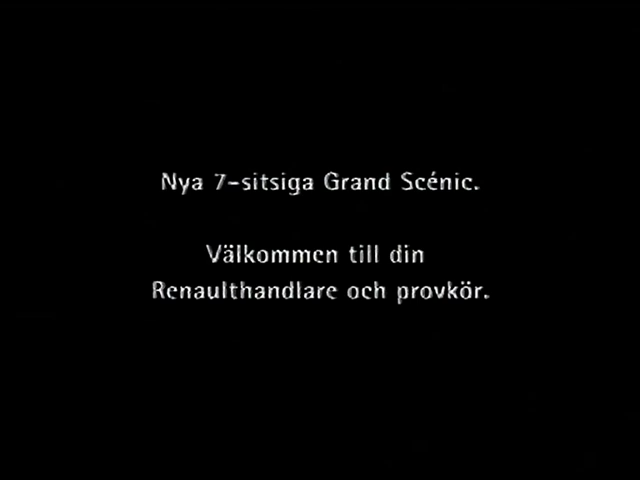 Nya 7-sitsiga Grand Scénic.
Välkommen till din
Renaulthandlare och provkör.